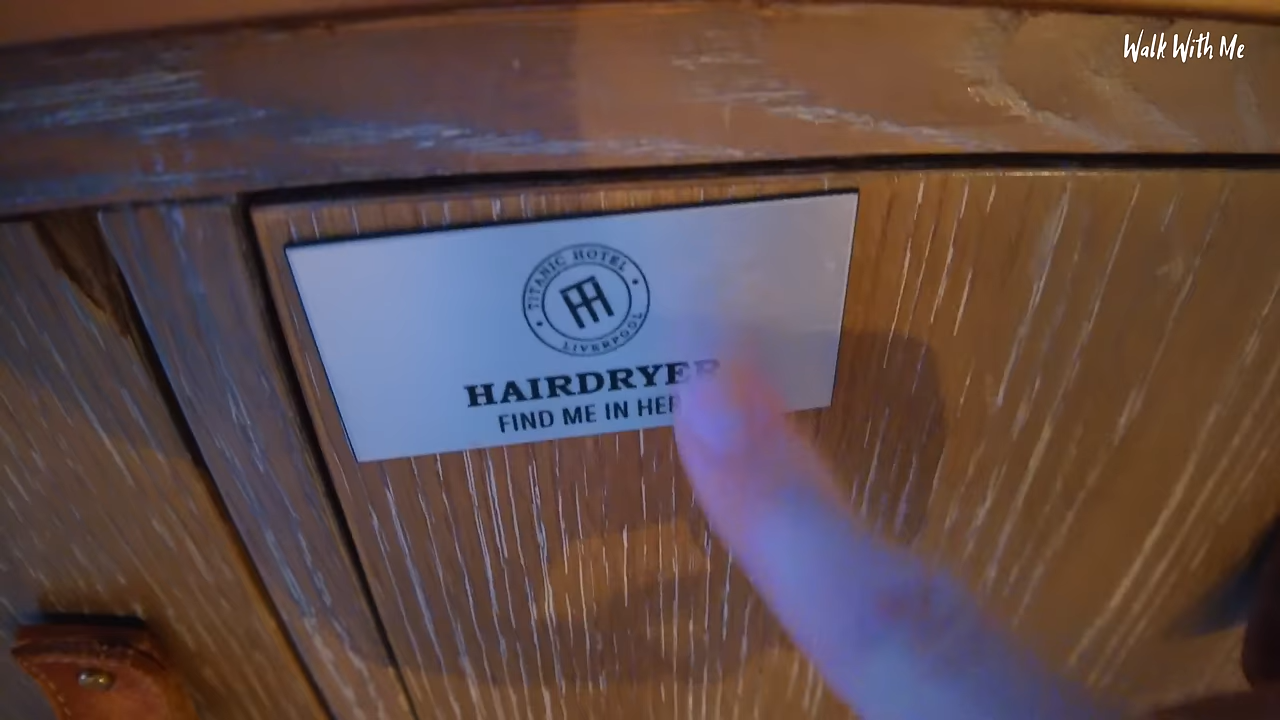 Walk With Me
TITANIC HOTEL
LIVERPOOL
HAIRDRYER
FIND ME IN